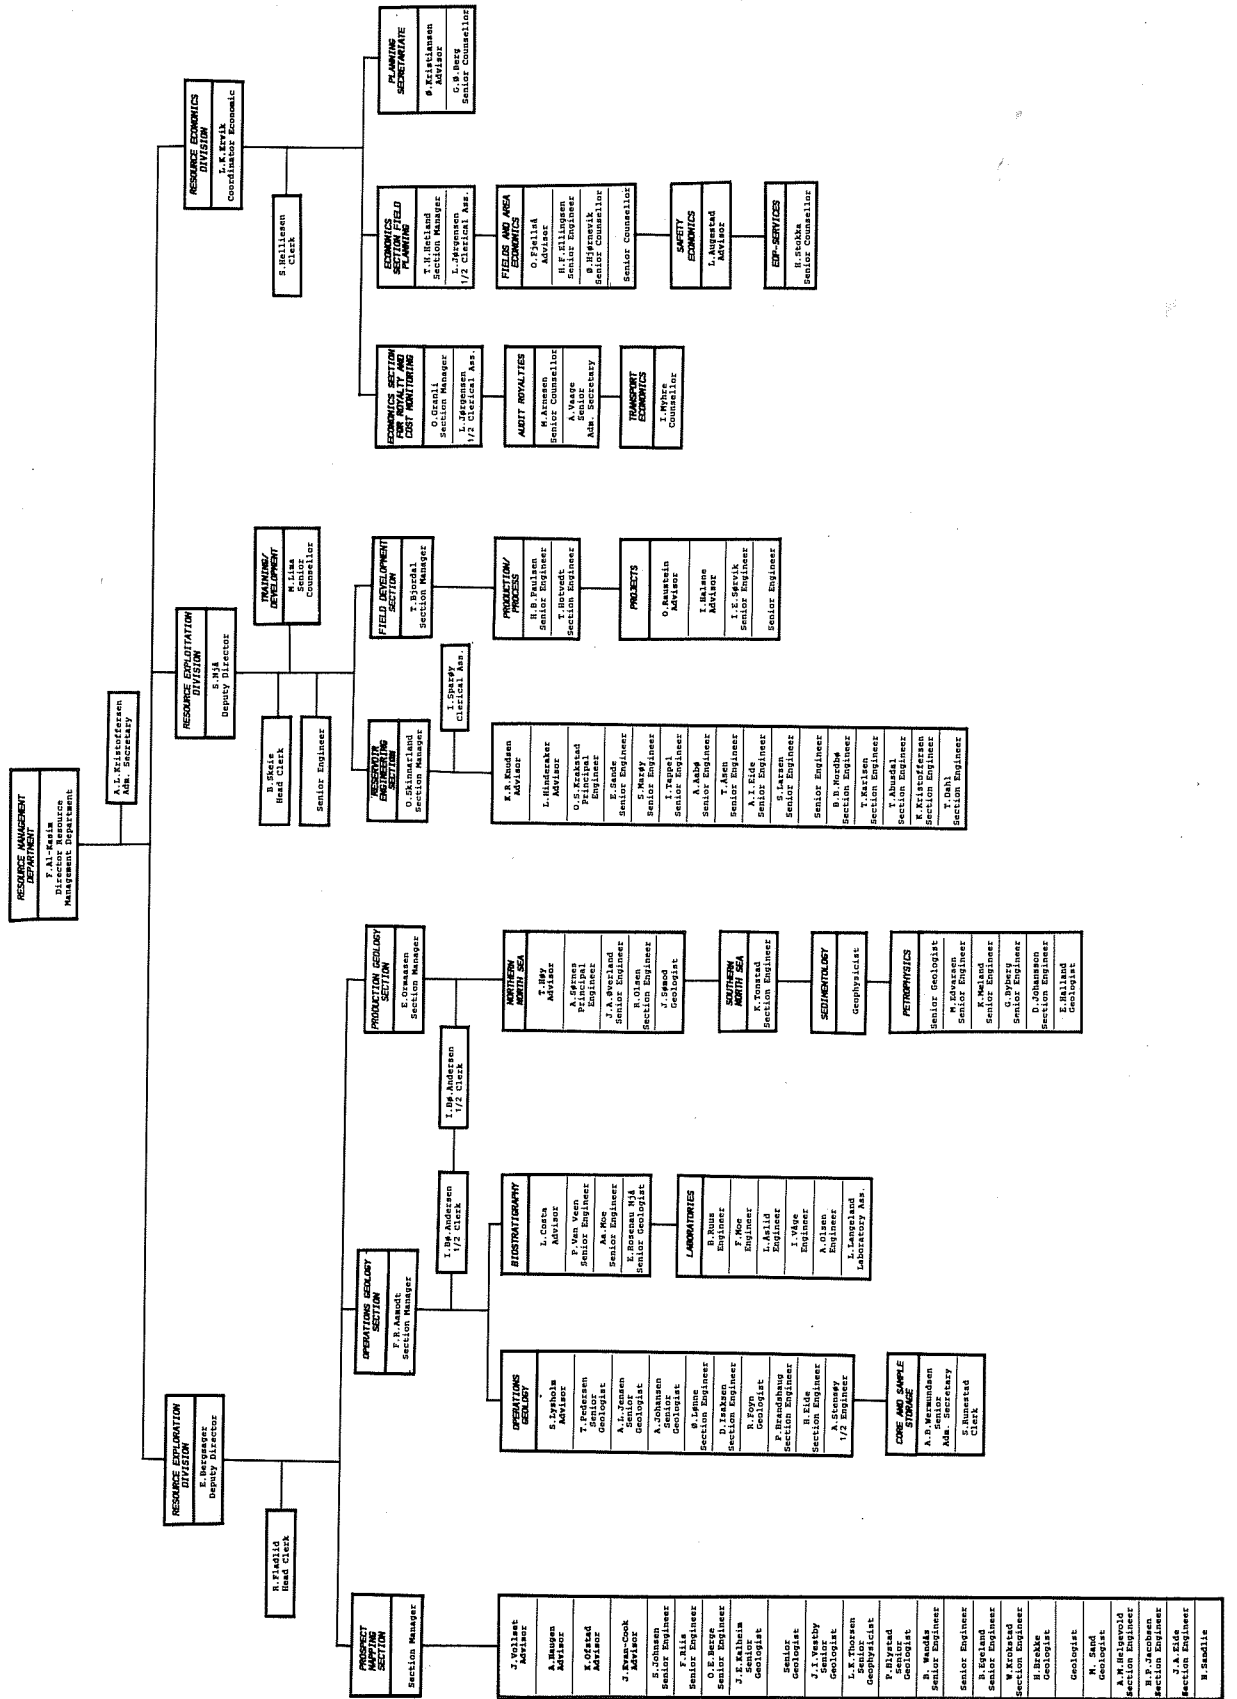 RESOURCE MANAGEMENT
DEPARTMENT
F.Al-Kasim
Director Resource
Management Department
A.L.Kristoffersen
Adm. Secretary
RESOURCE EXPLORATION
DIVISION
E.Bergsager
Deputy Director
R.Fladlid
Head Clerk
PROSPECT
MAPPING
SECTION
Section Manager
J.Vollset
Advisor
A.Haugen
Advisor
K.Ofstad
Advisor
J.Evan-Cook
Advisor
S.Johnsen
Senior Engineer
F.Riis
Senior Engineer
O.E.Berge
Senior Engineer
J.E.Kalheim
Senior
Geologist
Senior
Geologist
J.I.Vestby
Senior
Geologist
L.K.Thorsen
Senior
Geophysicist
P.Blystad
Senior
Geologist
B. Wandås
Senior Engineer
Senior Engineer
B.Egeland
Senior Engineer
W.Krokstad
Section Engineer
H.Brekke
Geologist
Geologist
M. Sand
Geologist
A.M.Helgevold
Section Engineer
H.P.Jacobsen
Section Engineer
J.A.Eide
Section Engineer
N.Sandlie
OPERATIONS GEOLOGY
SECTION
F.R.Aamodt
Section Manager
I.Bø.Andersen
1/2 Clerk
OPERATIONS
GEOLOGY
S.Lysholm
Advisor
T.Pedersen
Senior
Geologist
A.L.Jensen
Senior
Geologist
A.Johansen
Senior
Geologist
Ø.Lønne
Section Engineer
D.Isaksen
Section Engineer
R.Foyn
Geologist
P.Brandshaug
Section Engineer
H.Eide
Section Engineer
A.Stensøy
1/2 Engineer
CORE AND SAMPLE
STORAGE
A.B.Wermundsen
Senior
Adm. Secretary
S.Runestad
Clerk
BIOSTRATIGRAPHY
L.Costa
Advisor
P.Van Veen
Senior Engineer
Aa.Moe
Senior Engineer
E.Rosenau Mjå
Senior Geologist
LABORATORIES
B.Ruus
Engineer
F.Moe
Engineer
L.Aslid
Engineer
I.Våge
Engineer
A.Olsen
Engineer
L.Langeland
Laboratory Ass.
PRODUCTION GEOLOGY
SECTION
E.Ormaasen
Section Manager
I.Bø.Andersen
1/2 Clerk
NORTHERN
NORTH SEA
T.Høy
Advisor
A.Sørnes
Principal
Engineer
J.A.Øverland
Senior Engineer
R.Olsen
Section Engineer
J.Sømod
Geologist
SOUTHERN
NORTH SEA
K.Tonstad
Section Engineer
SEDIMENTOLOGY
Geophysicist
PETROPHYSICS
Senior Geologist
M.Edvarsen
Senior Engineer
K.Meland
Senior Engineer
G.Dyberg
Senior Engineer
D.Johansson
Section Engineer
E.Halland
Geologist
RESOURCE EXPLOITATION
DIVISION
S.Mjå
Deputy Director
B.Skeie
Head Clerk
Senior Engineer
TRAINING/
DEVELOPMENT
M.Lima
Senior
Counsellor
RESERVOIR
ENGINEERING
SECTION
O.Skinnarland
Section Manager
I.Sparøy
Clerical Ass.
K.R.Knudsen
Advisor
L.Hinderaker
Advisor
O.S.Krakstad
Principal
Engineer
E.Sande
Senior Engineer
S.Marøy
Senior Engineer
I.Tappel
Senior Engineer
A.Aabø
Senior Engineer
T.Åsen
Senior Engineer
A.I.Eide
Senior Engineer
S.Larsen
Senior Engineer
Senior Engineer
B.B.Nordbø
Section Engineer
T.Karlsen
Section Engineer
T.Abusdal
Section Engineer
K.Kristoffersen
Section Engineer
T.Dahl
Section Engineer
FIELD DEVELOPMENT
SECTION
T.Bjordal
Section Manager
PRODUCTION/
PROCESS
H.B.Paulsen
Senior Engineer
T.Hotvedt
Section Engineer
PROJECTS
O.Raustein
Advisor
I.Halsne
Advisor
I.E.Sørvik
Senior Engineer
Senior Engineer
RESOURCE ECONOMICS
DIVISION
L.K.Ervik
Coordinator Economic
S.Helliesen
Clerk
ECONOMICS SECTION
FOR ROYALTY AND
COST MONITORING
O.Granli
Section Manager
L.Jørgensen
1/2 Clerical Ass.
AUDIT ROYALTIES
M.Arnesen
Senior Counsellor
A.Vaage
Senior
Adm. Secretary
TRANSPORT
ECONOMICS
I.Myhre
Counsellor
ECONOMICS
SECTION FIELD
PLANNING
T.H.Hetland
Section Manager
L.Jørgensen
1/2 Clerical Ass.
FIELDS AND AREA
ECONOMICS
O.Fjellså
Advisor
H.F.Ellingsen
Senior Engineer
Ø.Hjørnevik
Senior Counsellor
Senior Counsellor
SAFETY
ECONOMICS
L.Augestad
Advisor
EDP-SERVICES
H.Stokka
Senior Counsellor
PLANNING
SECRETARIATE
Ø.Kristiansen
Advisor
G.Ø.Berg
Senior Counsellor